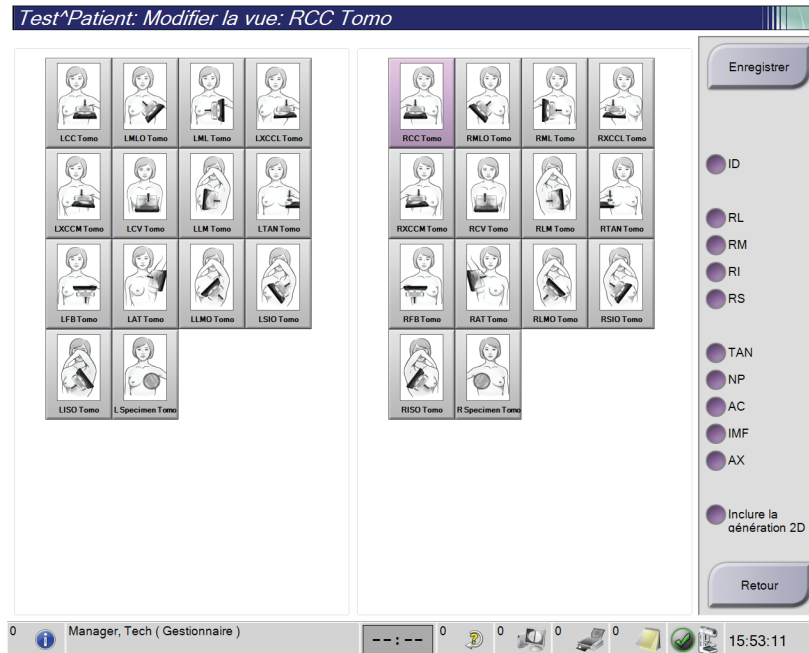 Test^Patient: Modifier la vue: RCC Tomo
LCC Tomo
LMLO Tomo
LML Tomo
LXCCL Tomo
LXCCM Tomo
LCV Tomo
LLM Tomo
LTAN Tomo
LFB Tomo
LAT Tomo
LLMO Tomo
LSIO Tomo
LISO Tomo
L Specimen Tomo
RCC Tomo
RMLO Tomo
RML Tomo
RXCCL Tomo
RXCCM Tomo
RCV Tomo
RLM Tomo
RTAN Tomo
RFB Tomo
RAT Tomo
RLMO Tomo
RSIO Tomo
RISO Tomo
R Specimen Tomo
Enregistrer
ID
RL
RM
RI
RS
TAN
NP
AC
IMF
AX
Inclure la
génération 2D
Retour
0
Manager, Tech ( Gestionnaire )
--:--
0
0
0
0
15:53:11